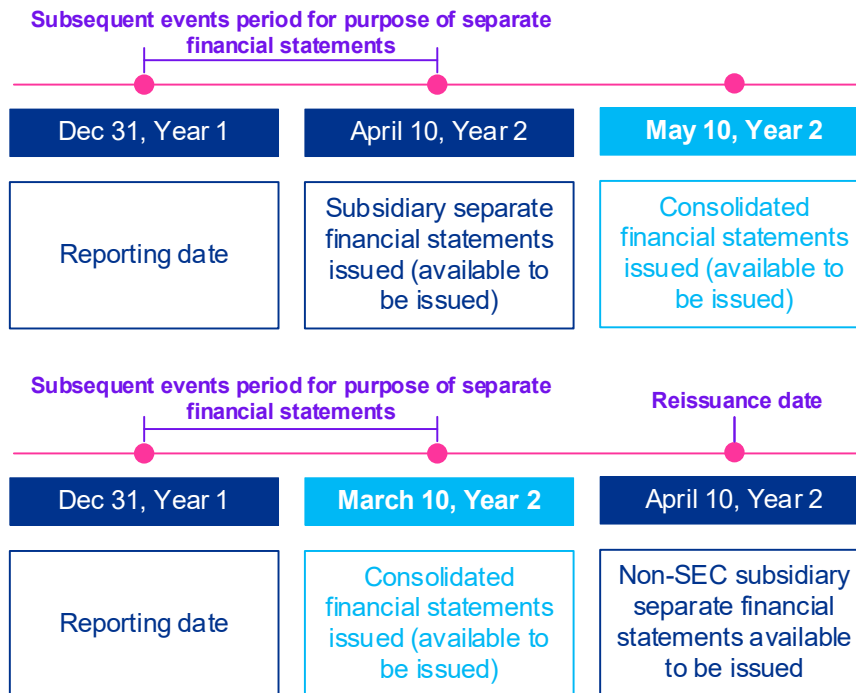 Subsequent events period for purpose of separate
financial statements
Dec 31, Year 1
April 10, Year 2
May 10, Year 2
Reporting date
Subsidiary separate
financial statements
issued (available to
be issued)
Consolidated
financial statements
issued (available to
be issued)
Subsequent events period for purpose of separate
financial statements
Reissuance date
Dec 31, Year 1
March 10, Year 2
April 10, Year 2
Reporting date
Consolidated
financial statements
issued (available to
be issued)
Non-SEC subsidiary
separate financial
statements available
to be issued